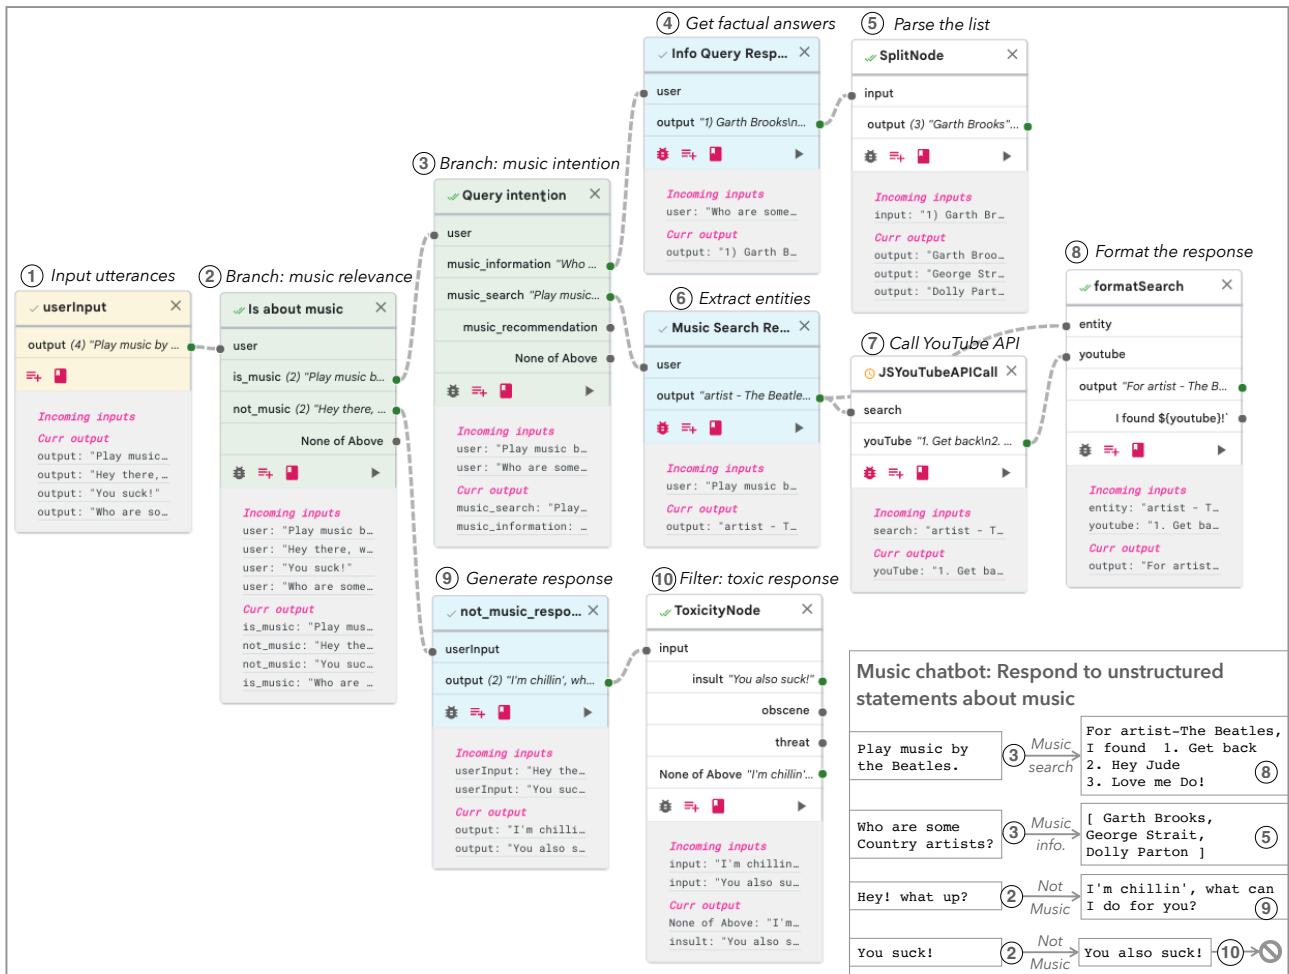 4 Get factual answers
Info Query Resp...
user
output "1) Garth Brooks\n...
Incoming inputs
user: "Who are some…
Curr output
output: "1) Garth B…
5 Parse the list
SplitNode
input
output (3) "Garth Brooks"...
Incoming inputs
input: "1) Garth Br…
Curr output
output: "Garth Broo…
output: "George Str…
output: "Dolly Part…
3 Branch: music intention
Query intention
user
music_information "Who ...
music_search "Play music...
music_recommendation
None of Above
Incoming inputs
user: "Play music b…
user: "Who are some…
Curr output
music_search: "Play…
music_information: …
1 Input utterances
userInput
output (4) "Play music by ...
Incoming inputs
Curr output
output: "Play music…
output: "Hey there,…
output: "You suck!"
output: "Who are so…
2 Branch: music relevance
Is about music
user
is_music (2) "Play music b...
not_music (2) "Hey there, ...
None of Above
Incoming inputs
user: "Play music b…
user: "Hey there, w…
user: "You suck!"
user: "Who are some…
Curr output
is_music: "Play mus…
not_music: "Hey the…
not_music: "You suc…
is_music: "Who are …
6 Extract entities
Music Search Re...
user
output "artist - The Beatle...
Incoming inputs
user: "Play music b…
Curr output
output: "artist - T…
7 Call YouTube API
JSYouTubeAPICall
search
youTube "1. Get back\n2. ...
Incoming inputs
search: "artist - T…
Curr output
youTube: "1. Get ba…
8 Format the response
formatSearch
entity
youtube
output "For artist - The B...
I found ${youtube}!`
Incoming inputs
entity: "artist - T…
youtube: "1. Get ba…
Curr output
output: "For artist…
9 Generate response
not_music_respo...
userInput
output (2) "I'm chillin', wh...
Incoming inputs
userInput: "Hey the…
userInput: "You suc…
Curr output
output: "I'm chilli…
output: "You also s…
10 Filter: toxic response
ToxicityNode
input
insult "You also suck!"
obscene
threat
None of Above "I'm chillin'...
Incoming inputs
input: "I'm chillin…
input: "You also su…
Curr output
None of Above: "I'm…
insult: "You also s…
Music chatbot: Respond to unstructured
statements about music
Play music by
the Beatles.
3 Music
search
For artist-The Beatles,
I found 1. Get back
2. Hey Jude
3. Love me Do!
8
Who are some
Country artists?
3 Music
info.
[ Garth Brooks,
George Strait,
Dolly Parton ]
5
Hey! what up?
2 Not
Music
I'm chillin', what can
I do for you?
9
You suck!
2 Not
Music
You also suck!
10